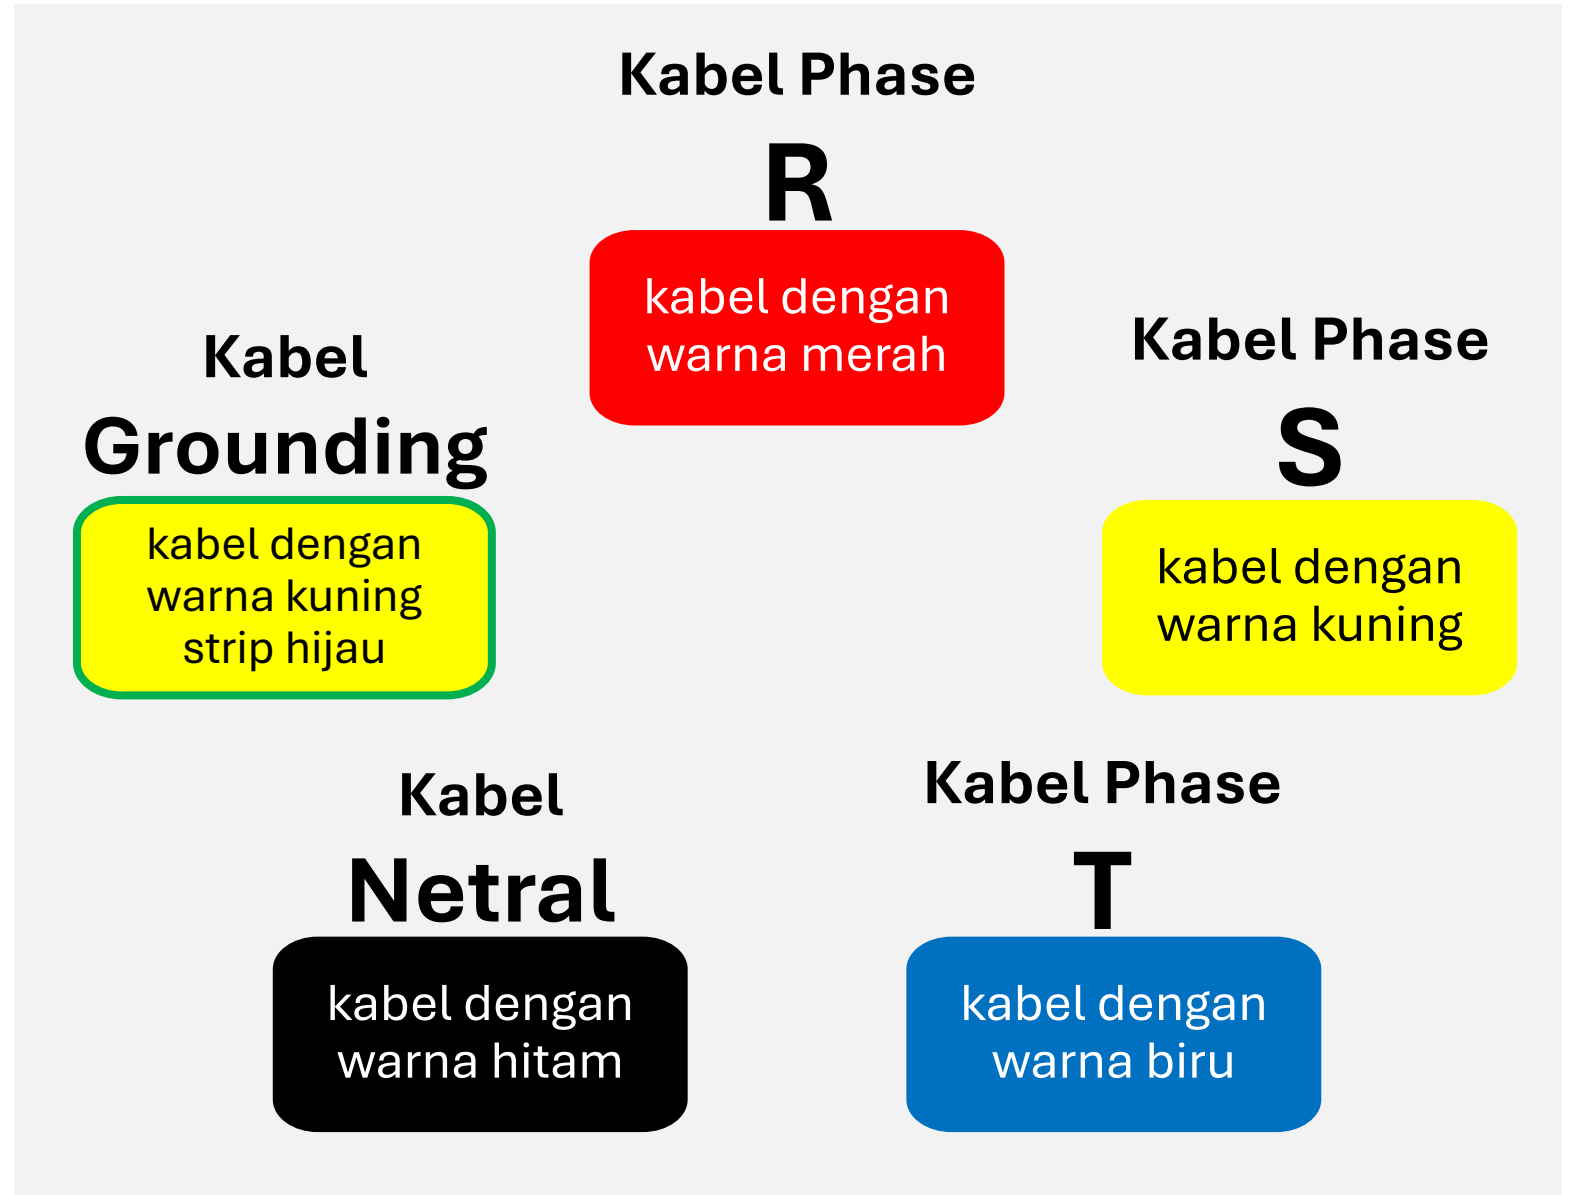 Kabel Phase
R
kabel dengan
warna merah
Kabel Phase
S
kabel dengan
warna kuning
Kabel Phase
T
kabel dengan
warna biru
Kabel
Netral
kabel dengan
warna hitam
Kabel
Grounding
kabel dengan
warna kuning
strip hijau